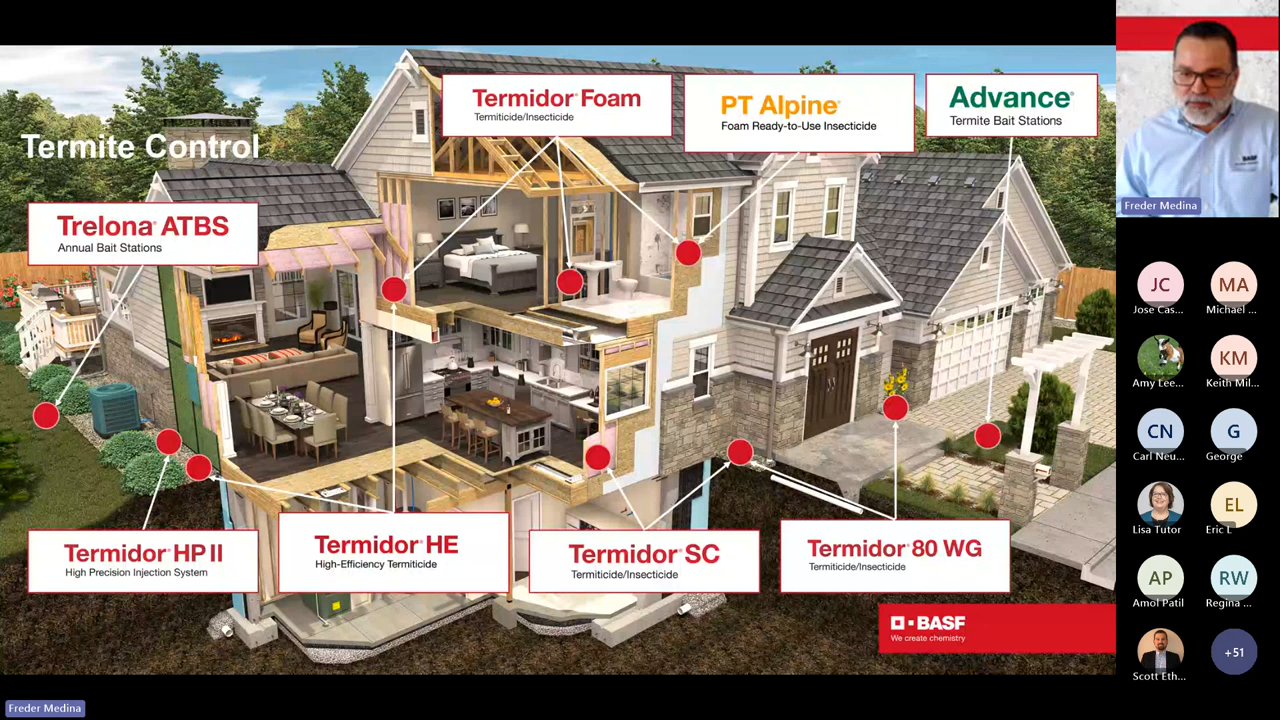 Termite Control
Termidor® Foam
Termiticide/Insecticide
PT Alpine®
Foam Ready-to-Use Insecticide
Advance®
Termite Bait Stations
Trelona® ATBS
Annual Bait Stations
Termidor® HP II
High Precision Injection System
Termidor® HE
High-Efficiency Termiticide
Termidor® SC
Termiticide/Insecticide
Termidor® 80 WG
Termiticide/Insecticide
BASF
We create chemistry
BASF
Freder Medina
JC
Jose Cas...
MA
Michael ...
Amy Lee...
KM
Keith Mil...
CN
Carl Neu...
G
George
Lisa Tutor
EL
Eric L
AP
Amol Patil
RW
Regina ...
Scott Eth...
+51
Freder Medina